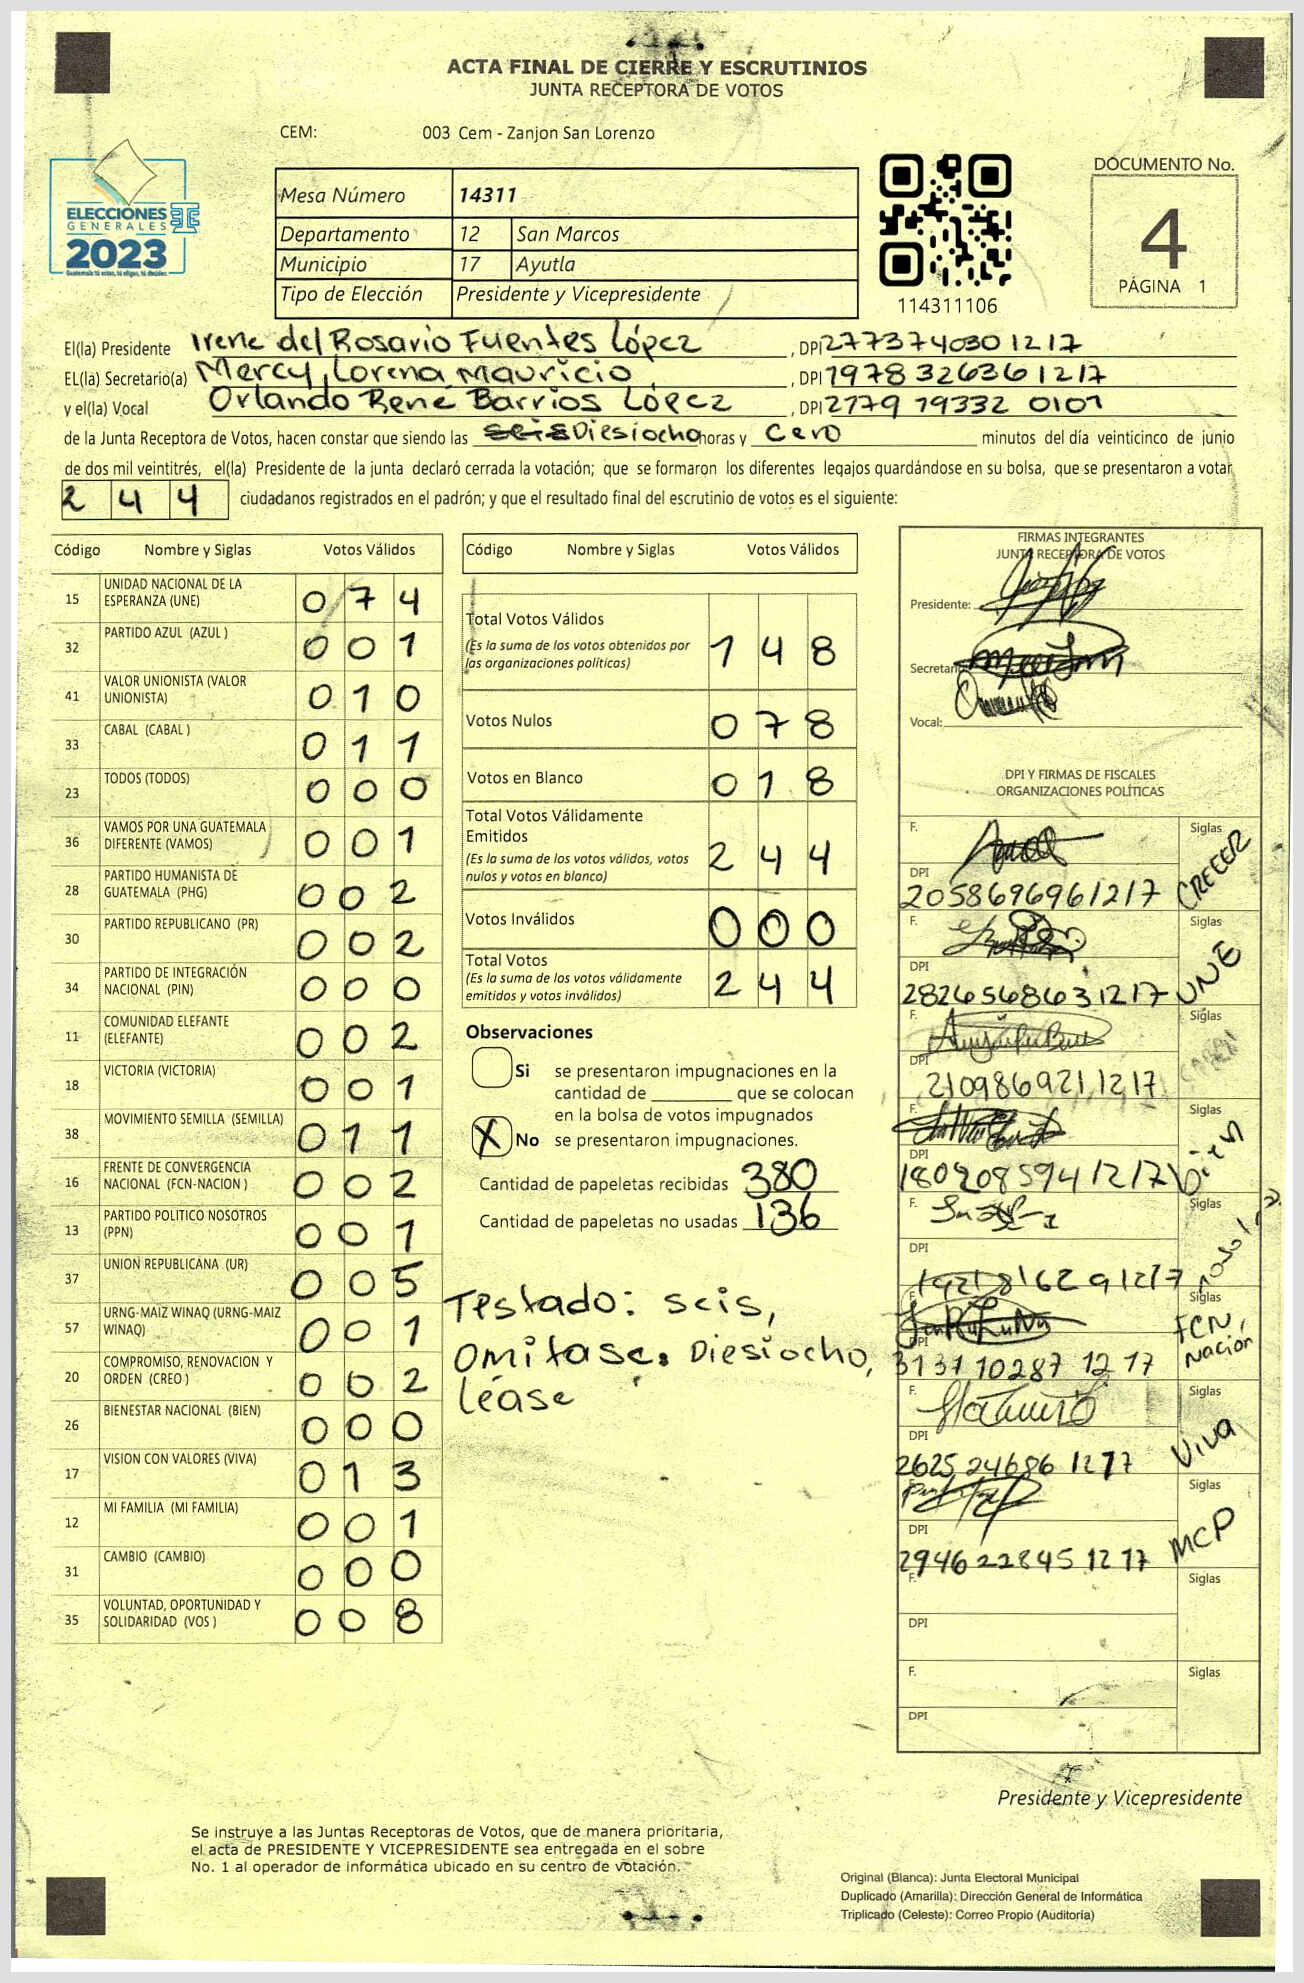 ACTA FINAL DE CIERRE Y ESCRUTINIOS
JUNTA RECEPTORA DE VOTOS
CEM: 003 Cem - Zanjon San Lorenzo
ELECCIONES
GENERALES
2023
Mesa Número 14311
Departamento 12 San Marcos
Municipio 17 Ayutla
Tipo de Elección Presidente y Vicepresidente
114311106
DOCUMENTO No.
4
PÁGINA 1
El(la) Presidente Irene del Rosario Fuentes López, DPI 2773740301217
EL(la) Secretario(a) Mercy Lorena Mauricio, DPI 1978326361217
y el(la) Vocal Orlando René Barrios López, DPI 2779 79332 0101
de la Junta Receptora de Votos, hacen constar que siendo las seis Diesiocho horas y Cero minutos del día veinticinco de junio
de dos mil veintitrés, el(la) Presidente de la junta declaró cerrada la votación; que se formaron los diferentes legajos quardándose en su bolsa, que se presentaron a votar
244 ciudadanos registrados en el padrón; y que el resultado final del escrutinio de votos es el siguiente:
Código Nombre y Siglas Votos Válidos
15 UNIDAD NACIONAL DE LA ESPERANZA (UNE) 0 7 4
32 PARTIDO AZUL (AZUL ) 0 0 1
41 VALOR UNIONISTA (VALOR UNIONISTA) 0 1 0
33 CABAL (CABAL ) 0 1 1
23 TODOS (TODOS) 0 0 0
36 VAMOS POR UNA GUATEMALA DIFERENTE (VAMOS) 0 0 1
28 PARTIDO HUMANISTA DE GUATEMALA (PHG) 0 0 2
30 PARTIDO REPUBLICANO (PR) 0 0 2
34 PARTIDO DE INTEGRACIÓN NACIONAL (PIN) 0 0 0
11 COMUNIDAD ELEFANTE (ELEFANTE) 0 0 2
18 VICTORIA (VICTORIA) 0 0 1
38 MOVIMIENTO SEMILLA (SEMILLA) 0 1 1
16 FRENTE DE CONVERGENCIA NACIONAL (FCN-NACION ) 0 0 2
13 PARTIDO POLITICO NOSOTROS (PPN) 0 0 1
37 UNION REPUBLICANA (UR) 0 0 5
57 URNG-MAIZ WINAQ (URNG-MAIZ WINAQ) 0 0 1
20 COMPROMISO, RENOVACION Y ORDEN (CREO ) 0 0 2
26 BIENESTAR NACIONAL (BIEN) 0 0 0
17 VISION CON VALORES (VIVA) 0 1 3
12 MI FAMILIA (MI FAMILIA) 0 0 1
31 CAMBIO (CAMBIO) 0 0 0
35 VOLUNTAD, OPORTUNIDAD Y SOLIDARIDAD (VOS ) 0 0 8
Código Nombre y Siglas Votos Válidos
Total Votos Válidos 1 4 8
(Es la suma de los votos obtenidos por
las organizaciones políticas)
Votos Nulos 0 7 8
Votos en Blanco 0 1 8
Total Votos Válidamente
Emitidos 2 4 4
(Es la suma de los votos válidos, votos
nulos y votos en blanco)
Votos Inválidos 0 0 0
Total Votos 2 4 4
(Es la suma de los votos válidamente
emitidos y votos inválidos)
Observaciones
Si se presentaron impugnaciones en la
cantidad de ________ que se colocan
en la bolsa de votos impugnados
X No se presentaron impugnaciones.
Cantidad de papeletas recibidas 380
Cantidad de papeletas no usadas 136
Testado: seis,
Omitase. Diesiocho,
Léase
FIRMAS INTEGRANTES
JUNTA RECEPTORA DE VOTOS
Presidente:
Secretario
Vocal:
DPI Y FIRMAS DE FISCALES
ORGANIZACIONES POLÍTICAS
F. Siglas
DPI 2058696961217 CREEER
F. Siglas
DPI 2826568631217 UNE
F. Siglas
DPI 2109869211217
F. Siglas
DPI 1802085941217 Bien
F. Siglas
DPI 1921816291217
F. Siglas
DPI 3131 10287 12 17 FCN, Nación
F. Siglas
DPI 2625 24686 1217 Viva
F. Siglas
DPI 2946 22845 12 17 MCP
F. Siglas
DPI
F. Siglas
DPI
Presidente y Vicepresidente
Se instruye a las Juntas Receptoras de Votos, que de manera prioritaria,
el acta de PRESIDENTE Y VICEPRESIDENTE sea entregada en el sobre
No. 1 al operador de informática ubicado en su centro de votación.
Original (Blanca): Junta Electoral Municipal
Duplicado (Amarilla): Dirección General de Informática
Triplicado (Celeste): Correo Propio (Auditoría)